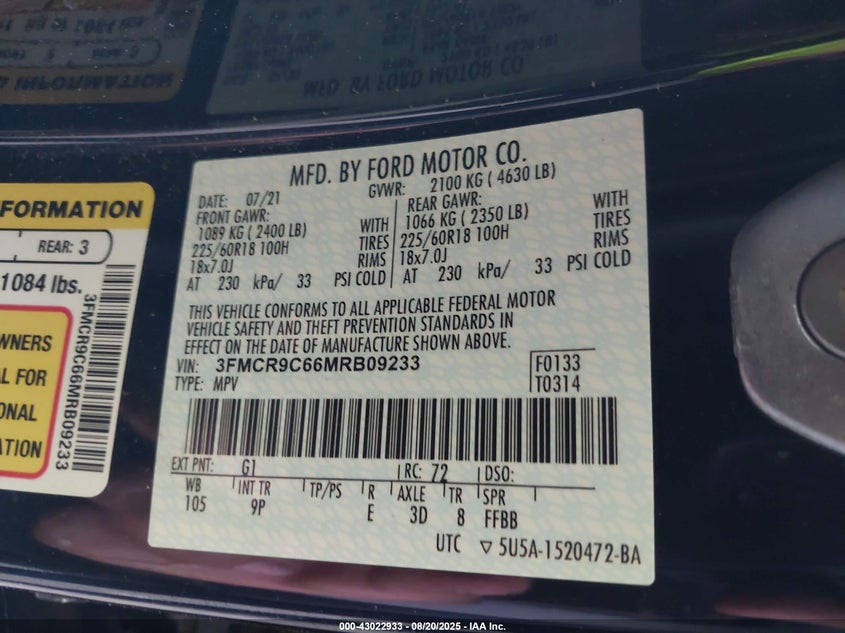 MFD. BY FORD MOTOR CO.
DATE: 07/21 GVWR: 2100 KG ( 4630 LB)
FRONT GAWR: REAR GAWR:
1089 KG ( 2400 LB) WITH 1066 KG ( 2350 LB) WITH
225/60R18 100H TIRES 225/60R18 100H TIRES
18x7.0J RIMS 18x7.0J RIMS
AT 230 kPa/ 33 PSI COLD AT 230 kPa/ 33 PSI COLD
THIS VEHICLE CONFORMS TO ALL APPLICABLE FEDERAL MOTOR
VEHICLE SAFETY AND THEFT PREVENTION STANDARDS IN
EFFECT ON THE DATE OF MANUFACTURE SHOWN ABOVE.
VIN: 3FMCR9C66MRB09233 F0133
TYPE: MPV T0314
EXT PNT: G1 RC: 72 DSO:
WB INT TR TP/PS R AXLE TR SPR
105 9P E 3D 8 FFBB
UTC ▽ 5U5A-1520472-BA
FORMATION
REAR: 3
1084 lbs.
WNERS
AL FOR
ONAL
ATION
3FMCR9C66MRB09233
000-43022933 - 08/20/2025 - IAA Inc.